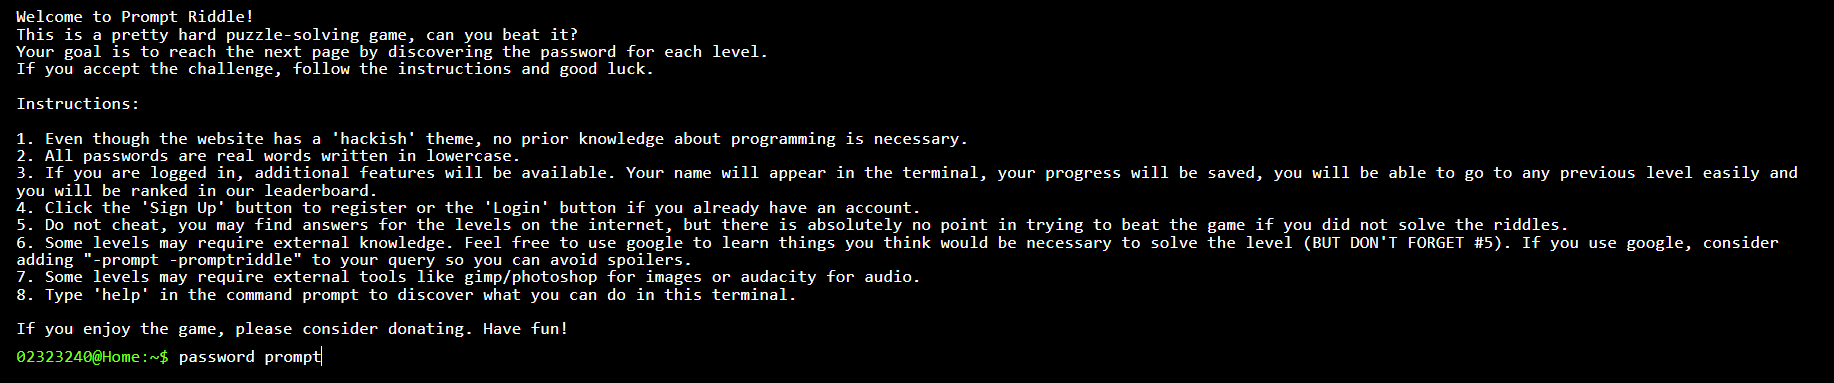 Welcome to Prompt Riddle!
This is a pretty hard puzzle-solving game, can you beat it?
Your goal is to reach the next page by discovering the password for each level.
If you accept the challenge, follow the instructions and good luck.
Instructions:
1. Even though the website has a 'hackish' theme, no prior knowledge about programming is necessary.
2. All passwords are real words written in lowercase.
3. If you are logged in, additional features will be available. Your name will appear in the terminal, your progress will be saved, you will be able to go to any previous level easily and
you will be ranked in our leaderboard.
4. Click the 'Sign Up' button to register or the 'Login' button if you already have an account.
5. Do not cheat, you may find answers for the levels on the internet, but there is absolutely no point in trying to beat the game if you did not solve the riddles.
6. Some levels may require external knowledge. Feel free to use google to learn things you think would be necessary to solve the level (BUT DON'T FORGET #5). If you use google, consider
adding "-prompt -promptriddle" to your query so you can avoid spoilers.
7. Some levels may require external tools like gimp/photoshop for images or audacity for audio.
8. Type 'help' in the command prompt to discover what you can do in this terminal.
If you enjoy the game, please consider donating. Have fun!
02323240@Home:~$ password prompt